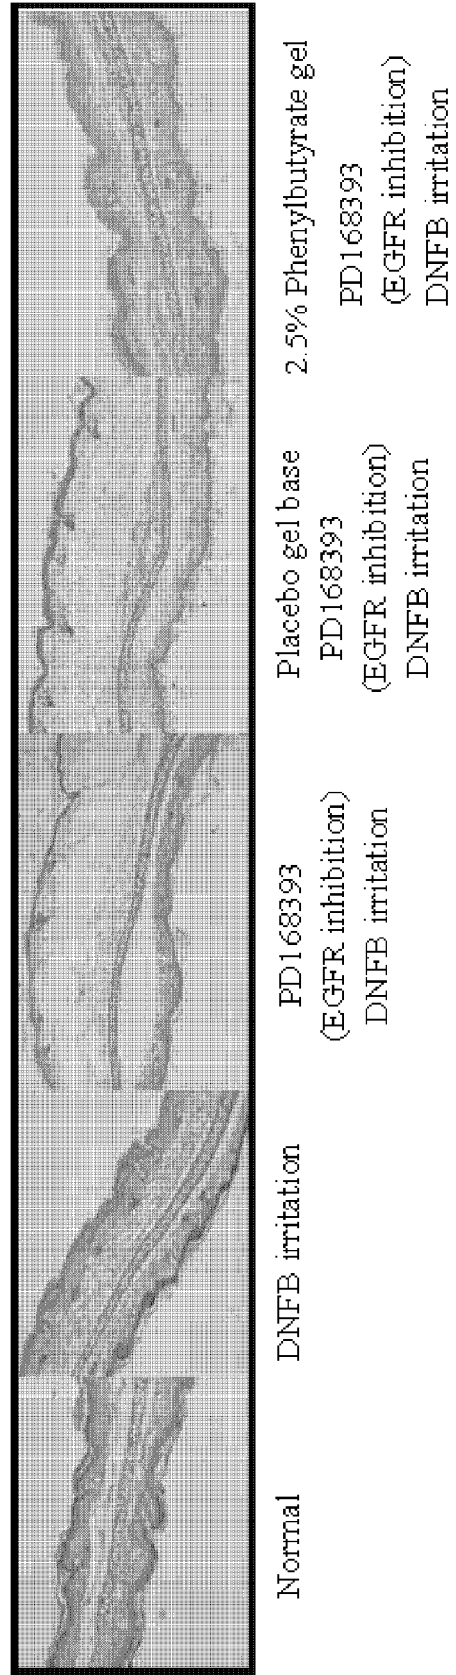 Normal
DNFB irritation
PD168393
(EGFR inhibition)
DNFB irritation
Placebo gel base
PD168393
(EGFR inhibition)
DNFB irritation
2.5% Phenylbutyrate gel
PD168393
(EGFR inhibition)
DNFB irritation